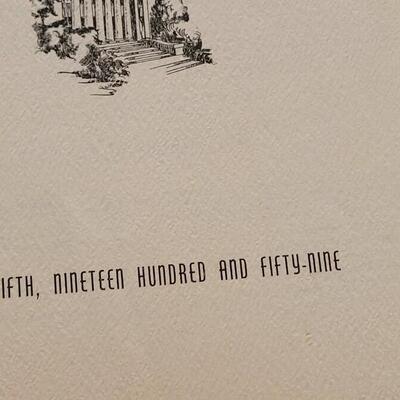 IFTH, NINETEEN HUNDRED AND FIFTY-NINE